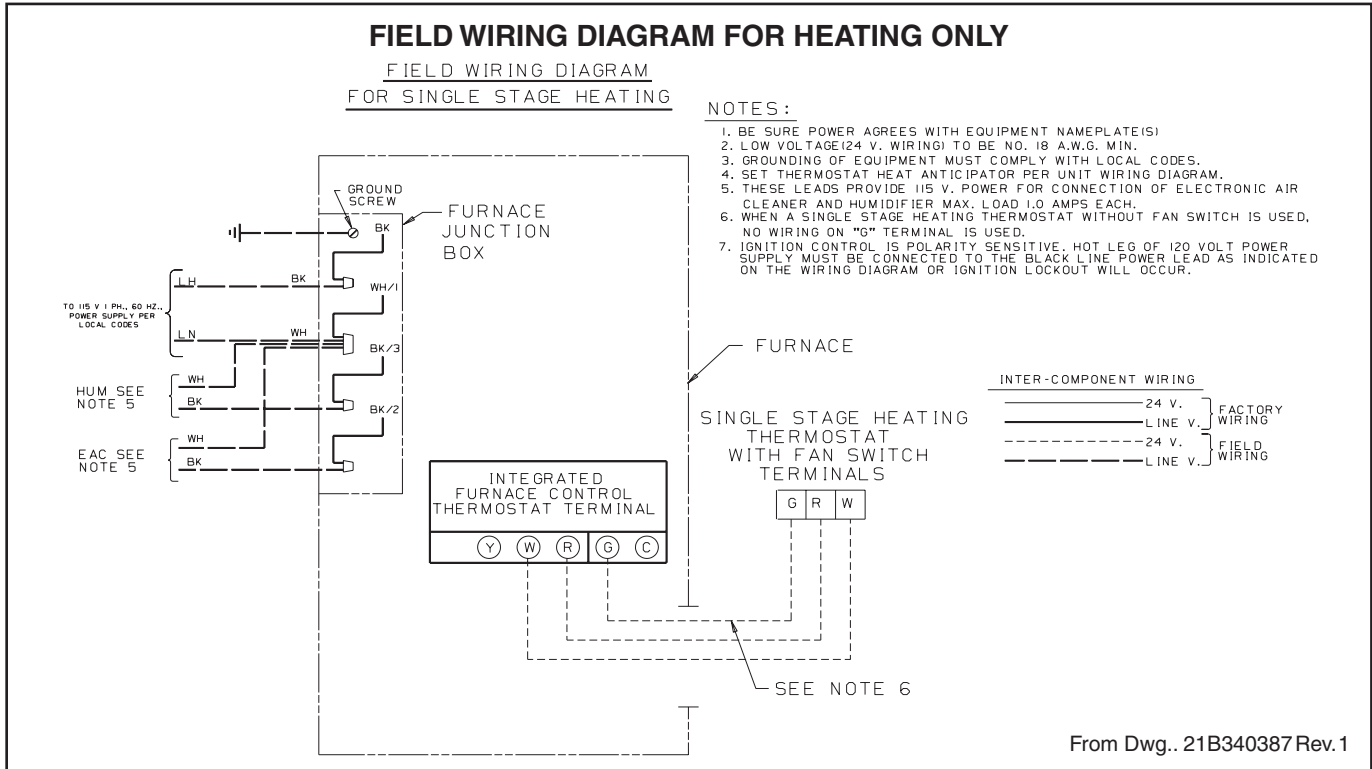 FIELD WIRING DIAGRAM FOR HEATING ONLY
FIELD WIRING DIAGRAM
FOR SINGLE STAGE HEATING
NOTES:
1. BE SURE POWER AGREES WITH EQUIPMENT NAMEPLATE(S)
2. LOW VOLTAGE(24 V. WIRING) TO BE NO. 18 A.W.G. MIN.
3. GROUNDING OF EQUIPMENT MUST COMPLY WITH LOCAL CODES.
4. SET THERMOSTAT HEAT ANTICIPATOR PER UNIT WIRING DIAGRAM.
5. THESE LEADS PROVIDE 115 V. POWER FOR CONNECTION OF ELECTRONIC AIR
CLEANER AND HUMIDIFIER MAX. LOAD 1.0 AMPS EACH.
6. WHEN A SINGLE STAGE HEATING THERMOSTAT WITHOUT FAN SWITCH IS USED,
NO WIRING ON "G" TERMINAL IS USED.
7. IGNITION CONTROL IS POLARITY SENSITIVE. HOT LEG OF 120 VOLT POWER
SUPPLY MUST BE CONNECTED TO THE BLACK LINE POWER LEAD AS INDICATED
ON THE WIRING DIAGRAM OR IGNITION LOCKOUT WILL OCCUR.
GROUND
SCREW
BK
FURNACE
JUNCTION
BOX
LH
BK
WH/1
TO 115 V 1 PH., 60 HZ.,
POWER SUPPLY PER
LOCAL CODES
LN
WH
BK/3
HUM SEE
NOTE 5
WH
BK
BK/2
EAC SEE
NOTE 5
WH
BK
FURNACE
INTEGRATED
FURNACE CONTROL
THERMOSTAT TERMINAL
Y W R G C
SINGLE STAGE HEATING
THERMOSTAT
WITH FAN SWITCH
TERMINALS
G R W
SEE NOTE 6
INTER-COMPONENT WIRING
24 V.
LINE V.
FACTORY
WIRING
24 V.
LINE V.
FIELD
WIRING
From Dwg.. 21B340387 Rev. 1